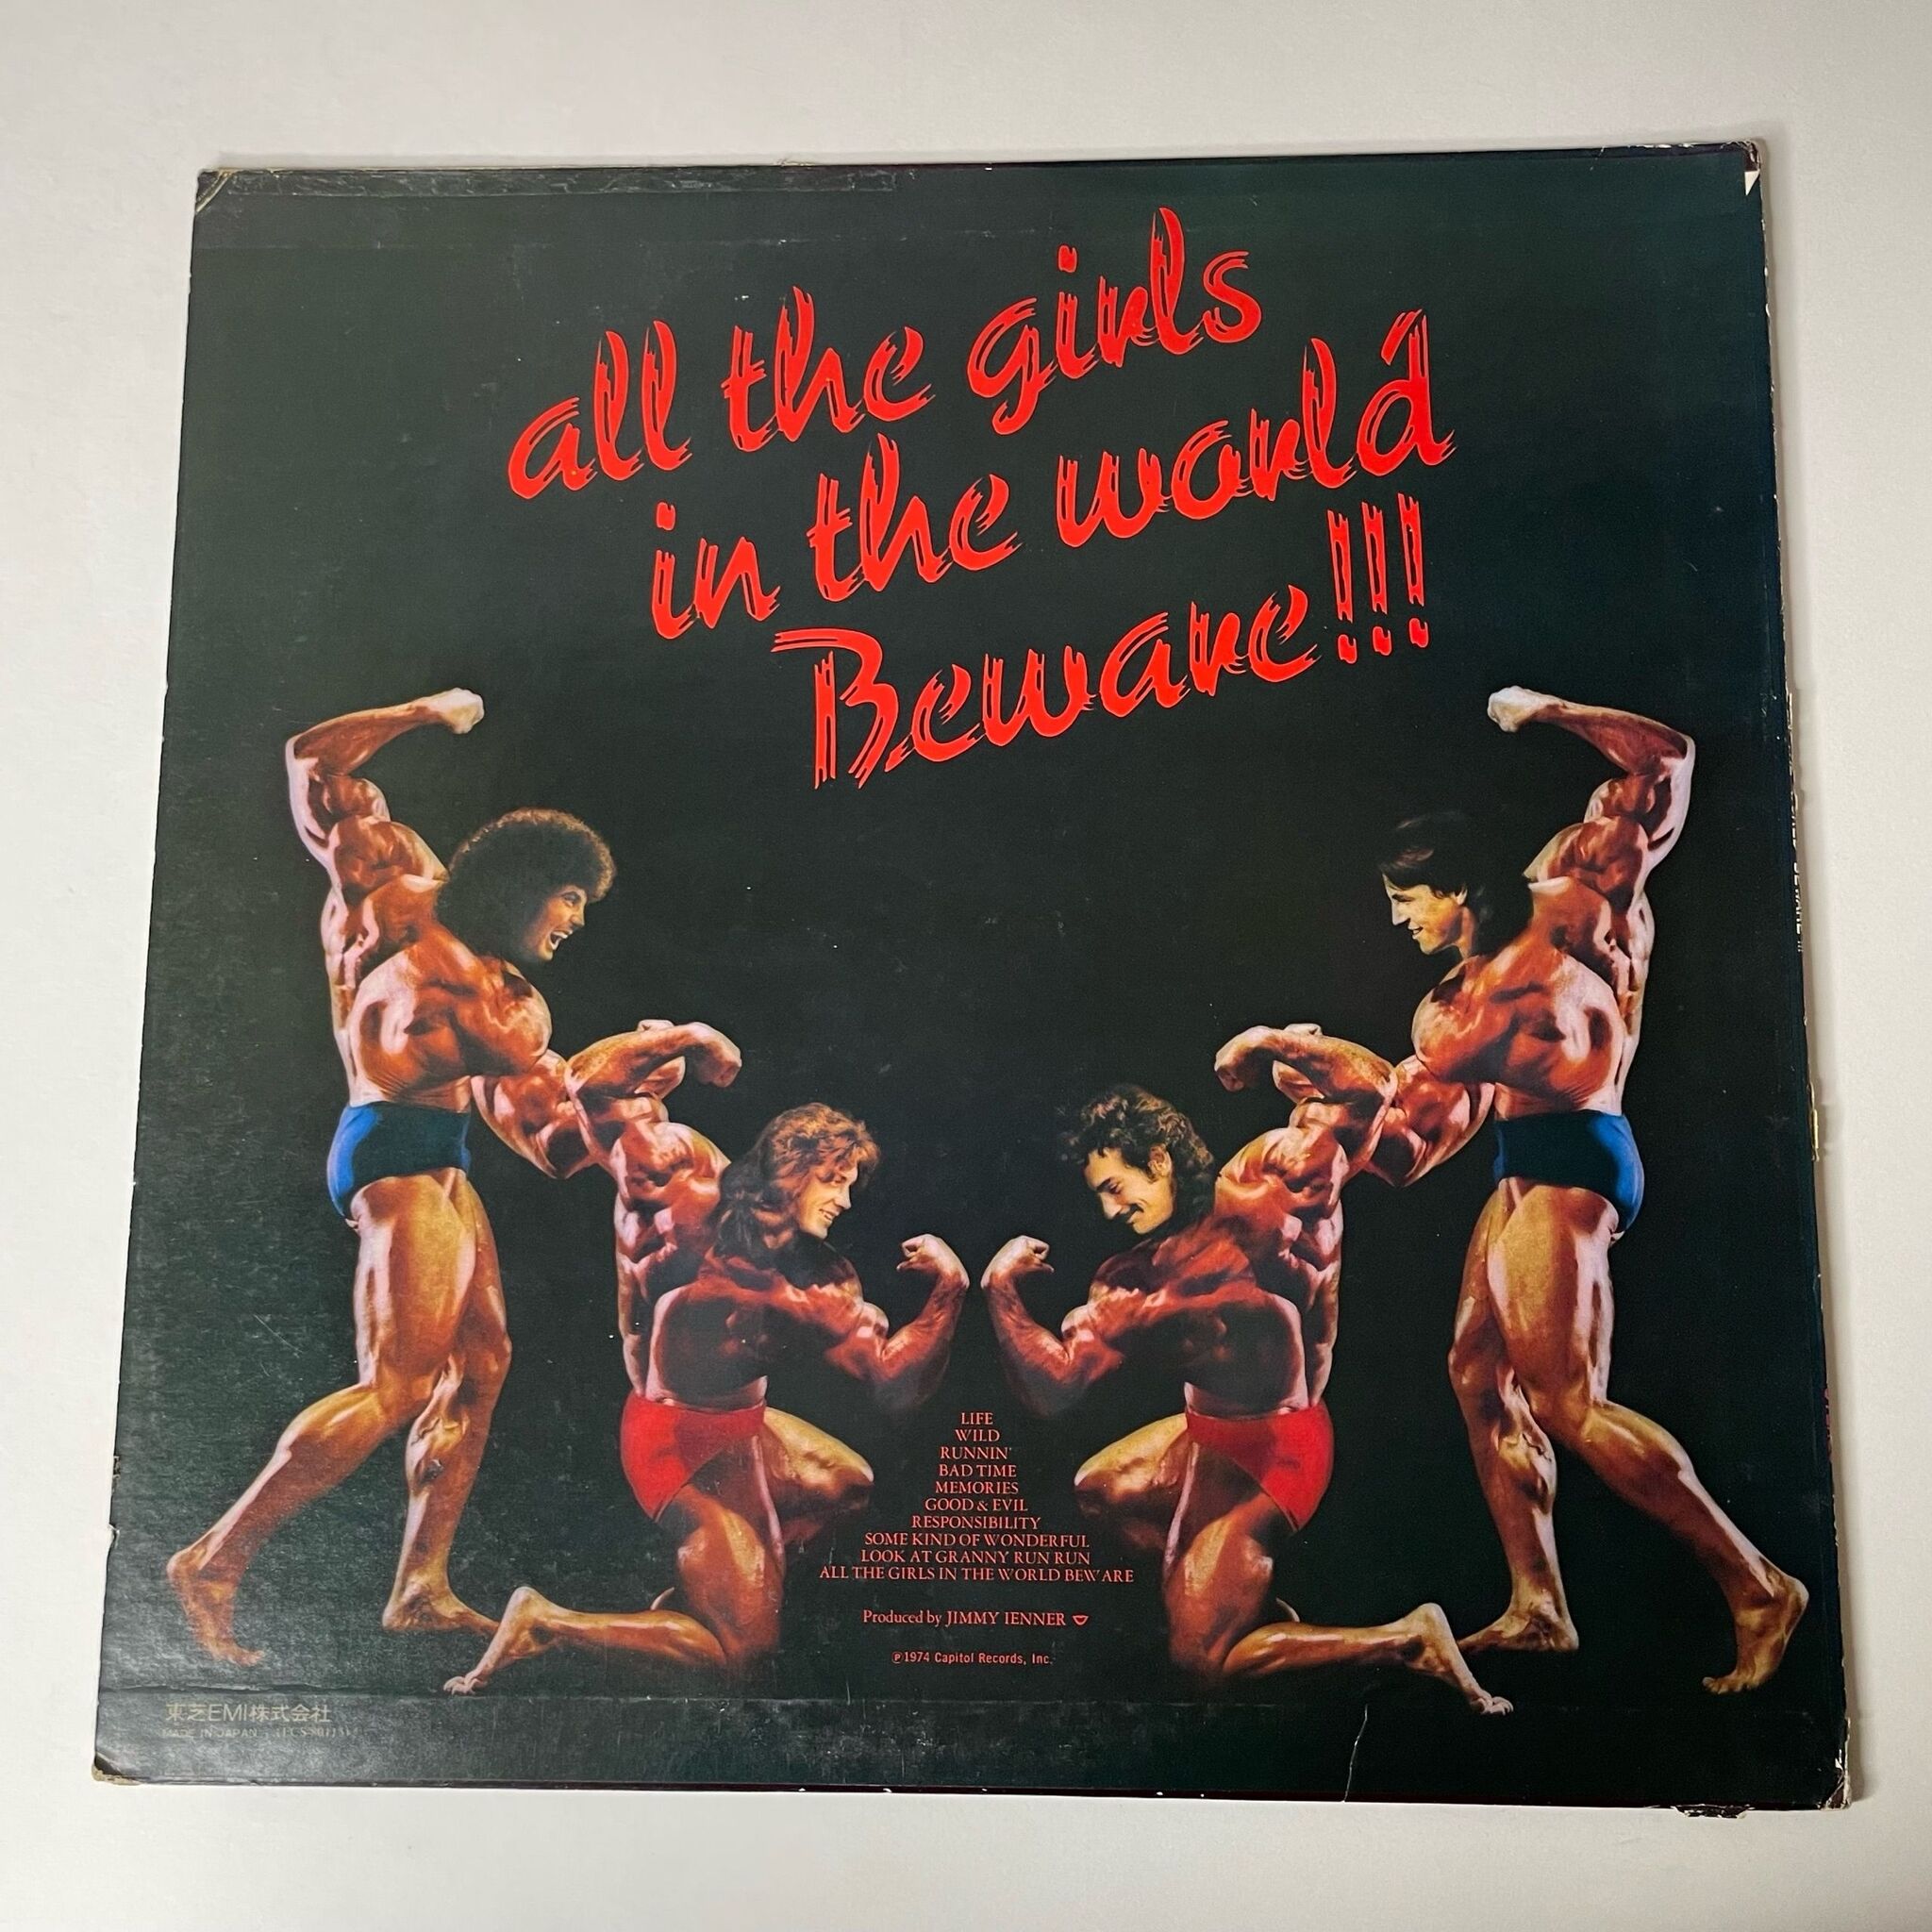 all the girls
in the world
Beware!!!
LIFE
WILD
RUNNIN'
BAD TIME
MEMORIES
GOOD & EVIL
RESPONSIBILITY
SOME KIND OF WONDERFUL
LOOK AT GRANNY RUN RUN
ALL THE GIRLS IN THE WORLD BEWARE
Produced by JIMMY IENNER
℗1974 Capitol Records, Inc.
東芝EMI株式会社
MADE IN JAPAN